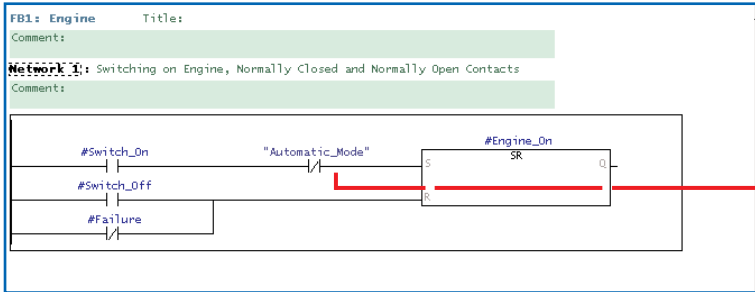 FB1: Engine Title:
Comment:
Network 1: Switching on Engine, Normally Closed and Normally Open Contacts
Comment:
#Engine_On
#Switch_On "Automatic_Mode" SR
S Q
#Switch_Off
R
#Failure